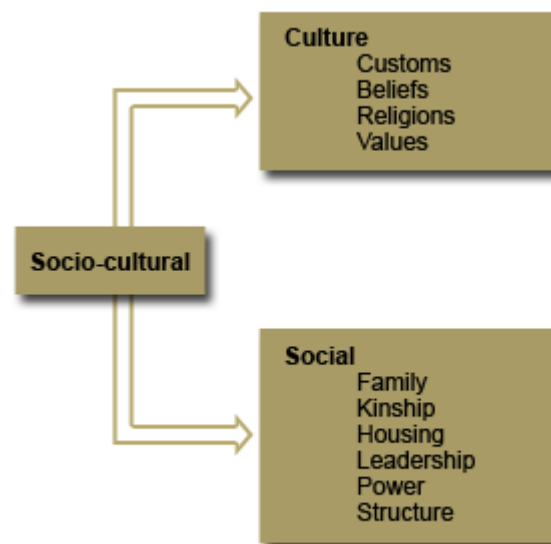 Culture
Customs
Beliefs
Religions
Values
Socio-cultural
Social
Family
Kinship
Housing
Leadership
Power
Structure